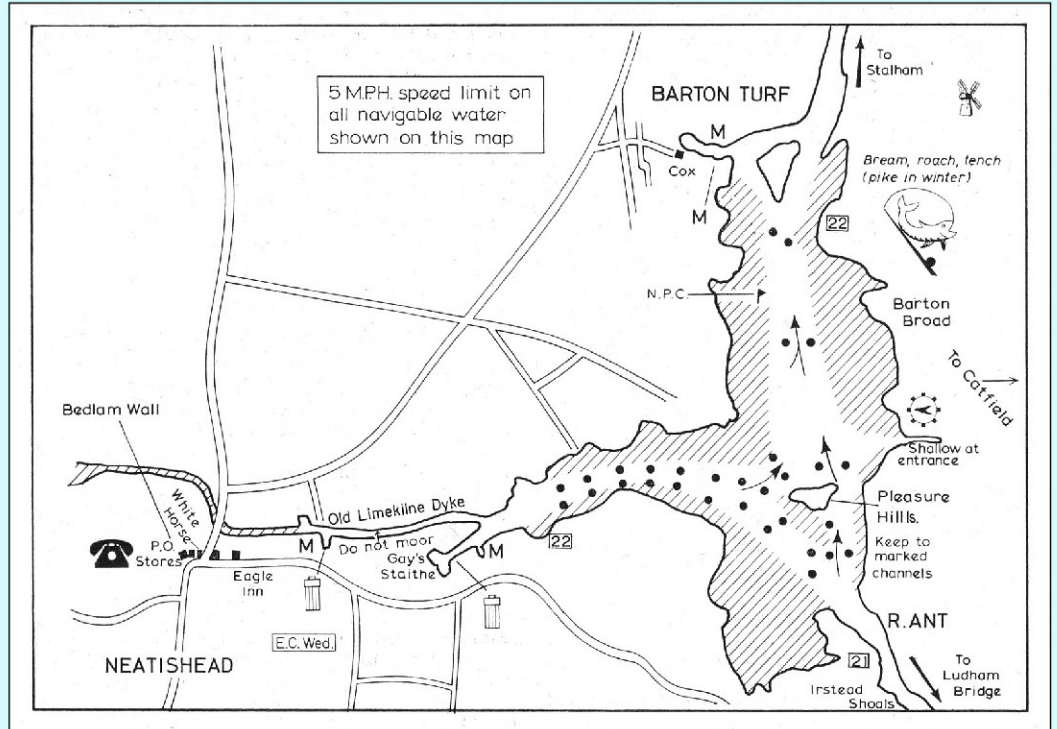 5 M.P.H. speed limit on
all navigable water
shown on this map
BARTON TURF
To
Stalham
M
Cox
M
Bream, roach, tench
(pike in winter)
22
N.P.C.
Barton
Broad
To Catfield
Shallow at
entrance
Bedlam Wall
White
Horse
P.O.
Stores
Eagle
Inn
Old Limekilne Dyke
M
Do not moor
Gay's
Staithe
M
22
Pleasure
Hills.
Keep to
marked
channels
E.C. Wed.
NEATISHEAD
R.ANT
21
Irstead
Shoals
To
Ludham
Bridge